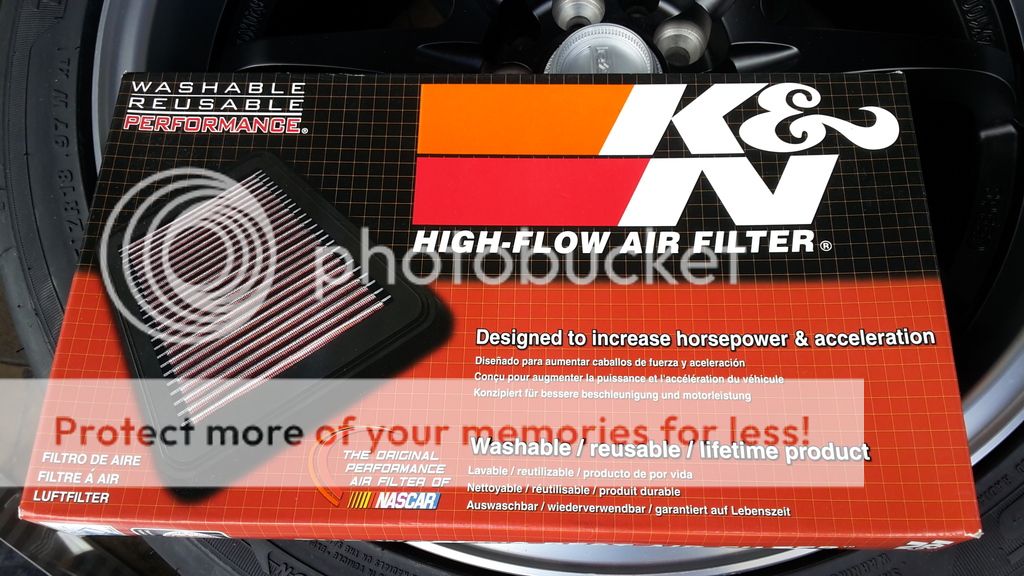 WASHABLE
REUSABLE
PERFORMANCE®
K&N
HIGH-FLOW AIR FILTER®
photobucket
Designed to increase horsepower & acceleration
Diseñado para aumentar caballos de fuerza y aceleración
Conçu pour augmenter la puissance et l'accélération du véhicule
Konzipiert für bessere beschleunigung und motorleistung
Protect more of your memories for less!
Washable / reusable / lifetime product
Lavable / reutilizable / producto de por vida
Nettoyable / réutilisable / produit durable
Auswaschbar / wiederverwendbar / garantiert auf Lebenszeit
FILTRO DE AIRE
FILTRE Á AIR
LUFTFILTER
THE ORIGINAL
PERFORMANCE
AIR FILTER OF
NASCAR
ZR18 97W XL